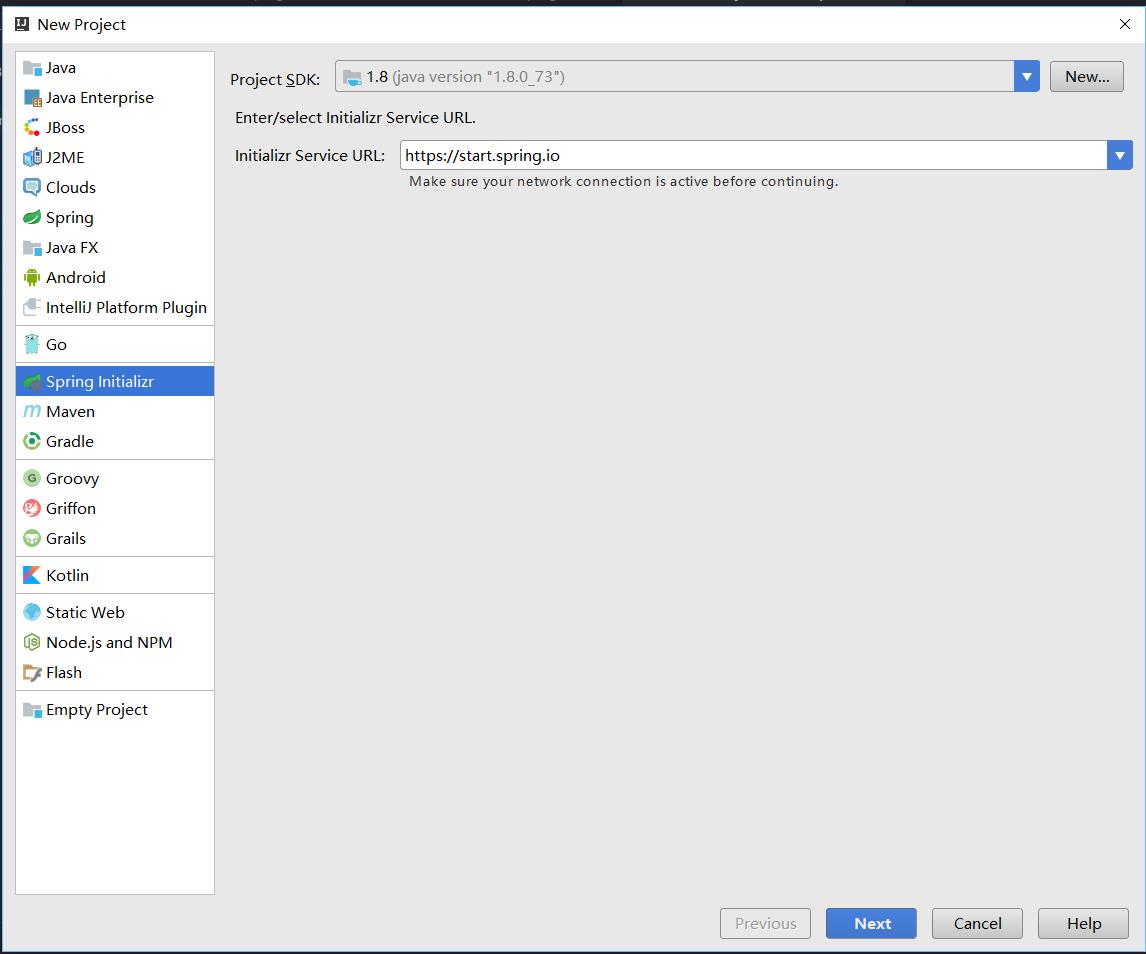 New Project
Java
Java Enterprise
JBoss
J2ME
Clouds
Spring
Java FX
Android
IntelliJ Platform Plugin
Go
Spring Initializr
Maven
Gradle
Groovy
Griffon
Grails
Kotlin
Static Web
Node.js and NPM
Flash
Empty Project
Project SDK: 1.8 (java version "1.8.0_73") New...
Enter/select Initializr Service URL.
Initializr Service URL: https://start.spring.io
Make sure your network connection is active before continuing.
Previous Next Cancel Help